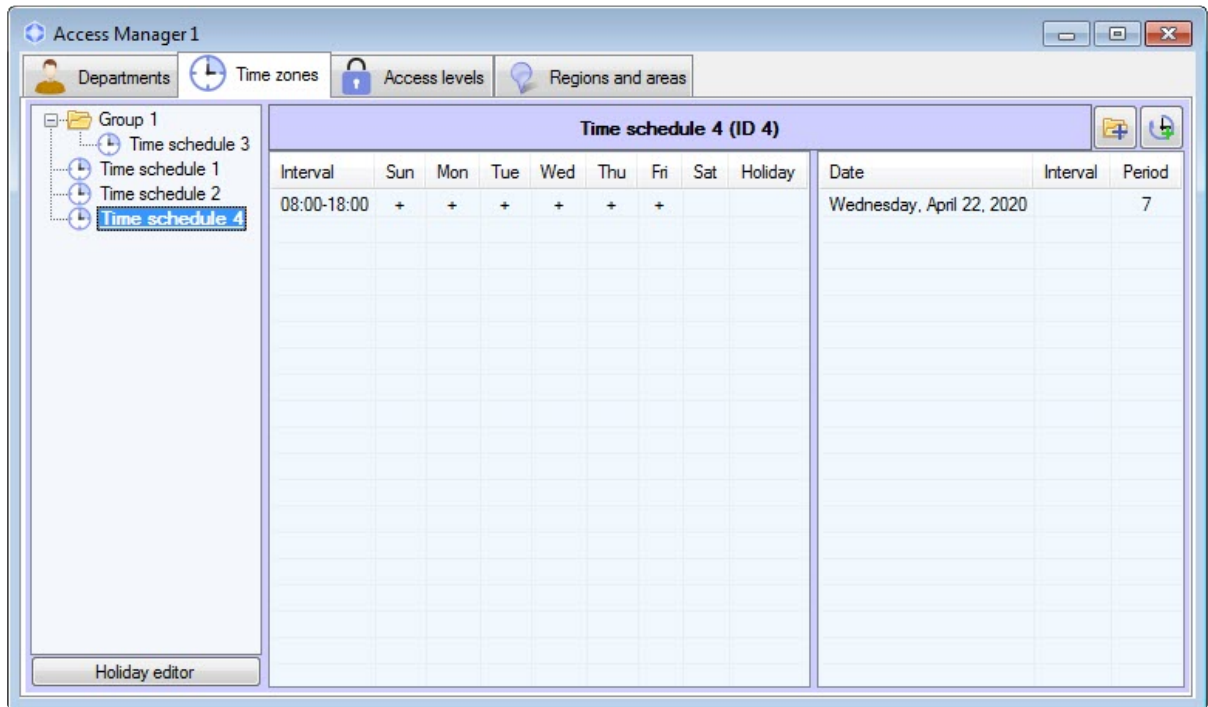 Access Manager 1
Departments Time zones Access levels Regions and areas
Group 1
Time schedule 3
Time schedule 1
Time schedule 2
Time schedule 4
Holiday editor
Time schedule 4 (ID 4)
Interval Sun Mon Tue Wed Thu Fri Sat Holiday
08:00-18:00 + + + + + +
Date Interval Period
Wednesday, April 22, 2020 7